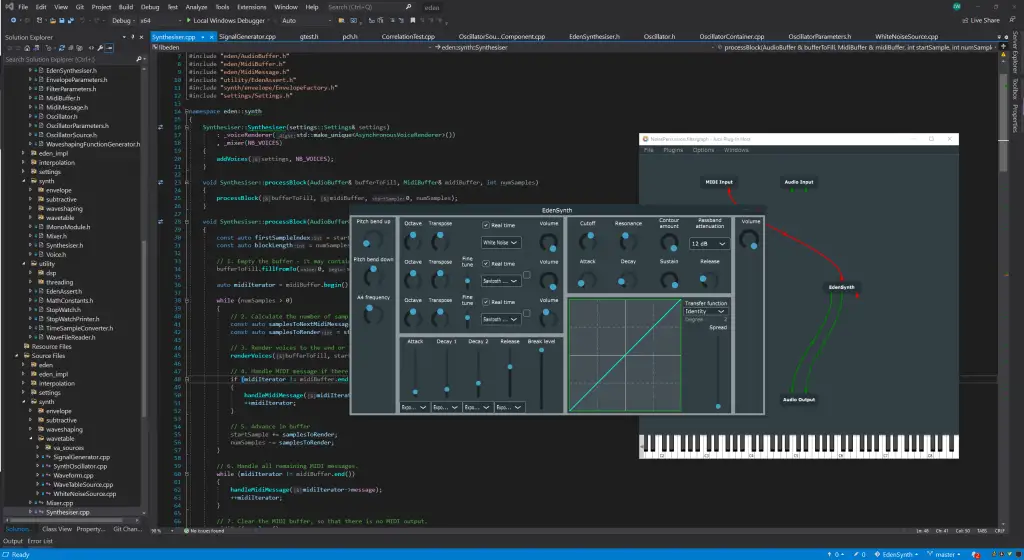 File Edit View Git Project Build Debug Test Analyze Tools Extensions Window Help Search (Ctrl+Q) eden
Debug x64 Local Windows Debugger Auto Live Share
Solution Explorer
Search Solution Explorer (Ctrl+;)
EdenSynthesiser.h
EnvelopeParameters.h
FilterParameters.h
MidiBuffer.h
MidiMessage.h
Oscillator.h
OscillatorParameters.h
OscillatorSource.h
WaveshapingFunctionGenerator.h
eden_impl
interpolation
settings
synth
envelope
subtractive
waveshaping
wavetable
IMonoModule.h
Mixer.h
Synthesiser.h
Voice.h
utility
dsp
threading
EdenAssert.h
MathConstants.h
StopWatch.h
StopWatchPrinter.h
TimeSampleConverter.h
WaveFileReader.h
Resource Files
Source Files
eden
eden_impl
interpolation
settings
synth
envelope
subtractive
waveshaping
wavetable
va_sources
SignalGenerator.cpp
SynthOscillator.cpp
Waveform.cpp
WaveTableSource.cpp
WhiteNoiseSource.cpp
Mixer.cpp
Synthesiser.cpp
Solution... Class View Property... Git Chan...
Output Error List
Ready
Synthesiser.cpp SignalGenerator.cpp gtest.h pch.h CorrelationTest.cpp OscillatorSou...Component.cpp EdenSynthesiser.h Oscillator.h OscillatorContainer.cpp OscillatorParameters.h WhiteNoiseSource.cpp
libeden eden::synth::Synthesiser processBlock(AudioBuffer & bufferToFill, MidiBuffer & midiBuffer, int startSample, int numSampl
#include "eden/AudioBuffer.h"
#include "eden/MidiBuffer.h"
#include "eden/MidiMessage.h"
#include "utility/EdenAssert.h"
#include "synth/envelope/EnvelopeFactory.h"
#include "settings/Settings.h"
namespace eden::synth
{
Synthesiser::Synthesiser(settings::Settings& settings)
: _voiceRenderer(std::make_unique<AsynchronousVoiceRenderer>())
, _mixer(NB_VOICES)
{
addVoices(settings, NB_VOICES);
}
void Synthesiser::processBlock(AudioBuffer& bufferToFill, MidiBuffer& midiBuffer, int numSamples)
{
processBlock(bufferToFill, midiBuffer, startSample:0, numSamples);
}
void Synthesiser::processBlock(AudioBuffer
{
const auto firstSampleIndex = start
const auto blockLength = numSamples
// 1. Empty the buffer - it may contai
bufferToFill.fillFromTo(value:0,
auto midiIterator = midiBuffer.begin()
while (numSamples > 0)
{
// 2. Calculate the number of sampl
const auto samplesToNextMidiMessage
const auto samplesToRender = st
// 3. Render voices to the end or
renderVoices(bufferToFill, start
// 4. Handle MIDI message if there
if (midiIterator != midiBuffer.end
{
handleMidiMessage(midiIterator
++midiIterator;
}
// 5. Advance in buffer
startSample += samplesToRender;
numSamples -= samplesToRender;
}
// 6. Handle all remaining MIDI messages.
while (midiIterator != midiBuffer.end())
{
handleMidiMessage(midiIterator->message);
++midiIterator;
}
// 7. Clear the MIDI buffer, so that there is no MIDI output.
No issues found
Ln: 48 Ch: 41 Col: 50 TABS CRLF
EdenSynth master
Server Explorer
Toolbox
Properties
File Plugins Options Windows
MIDI Input Audio Input
EdenSynth
Audio Output
C2 C3 C4 C5 C6 C7 C8
EdenSynth
Pitch bend up
Pitch bend down
A4 frequency
Octave Transpose Real time Volume
White Noise
Octave Transpose Fine tune Real time Volume
Sawtooth ...
Octave Transpose Fine tune Real time Volume
Sawtooth ...
Attack Decay 1 Decay 2 Release Break level
Expo... Expo... Expo... Expo...
Cutoff Resonance Contour amount Passband attenuation
12 dB
Attack Decay Sustain Release
Transfer function
Identity
Degree 2
Spread
Volume